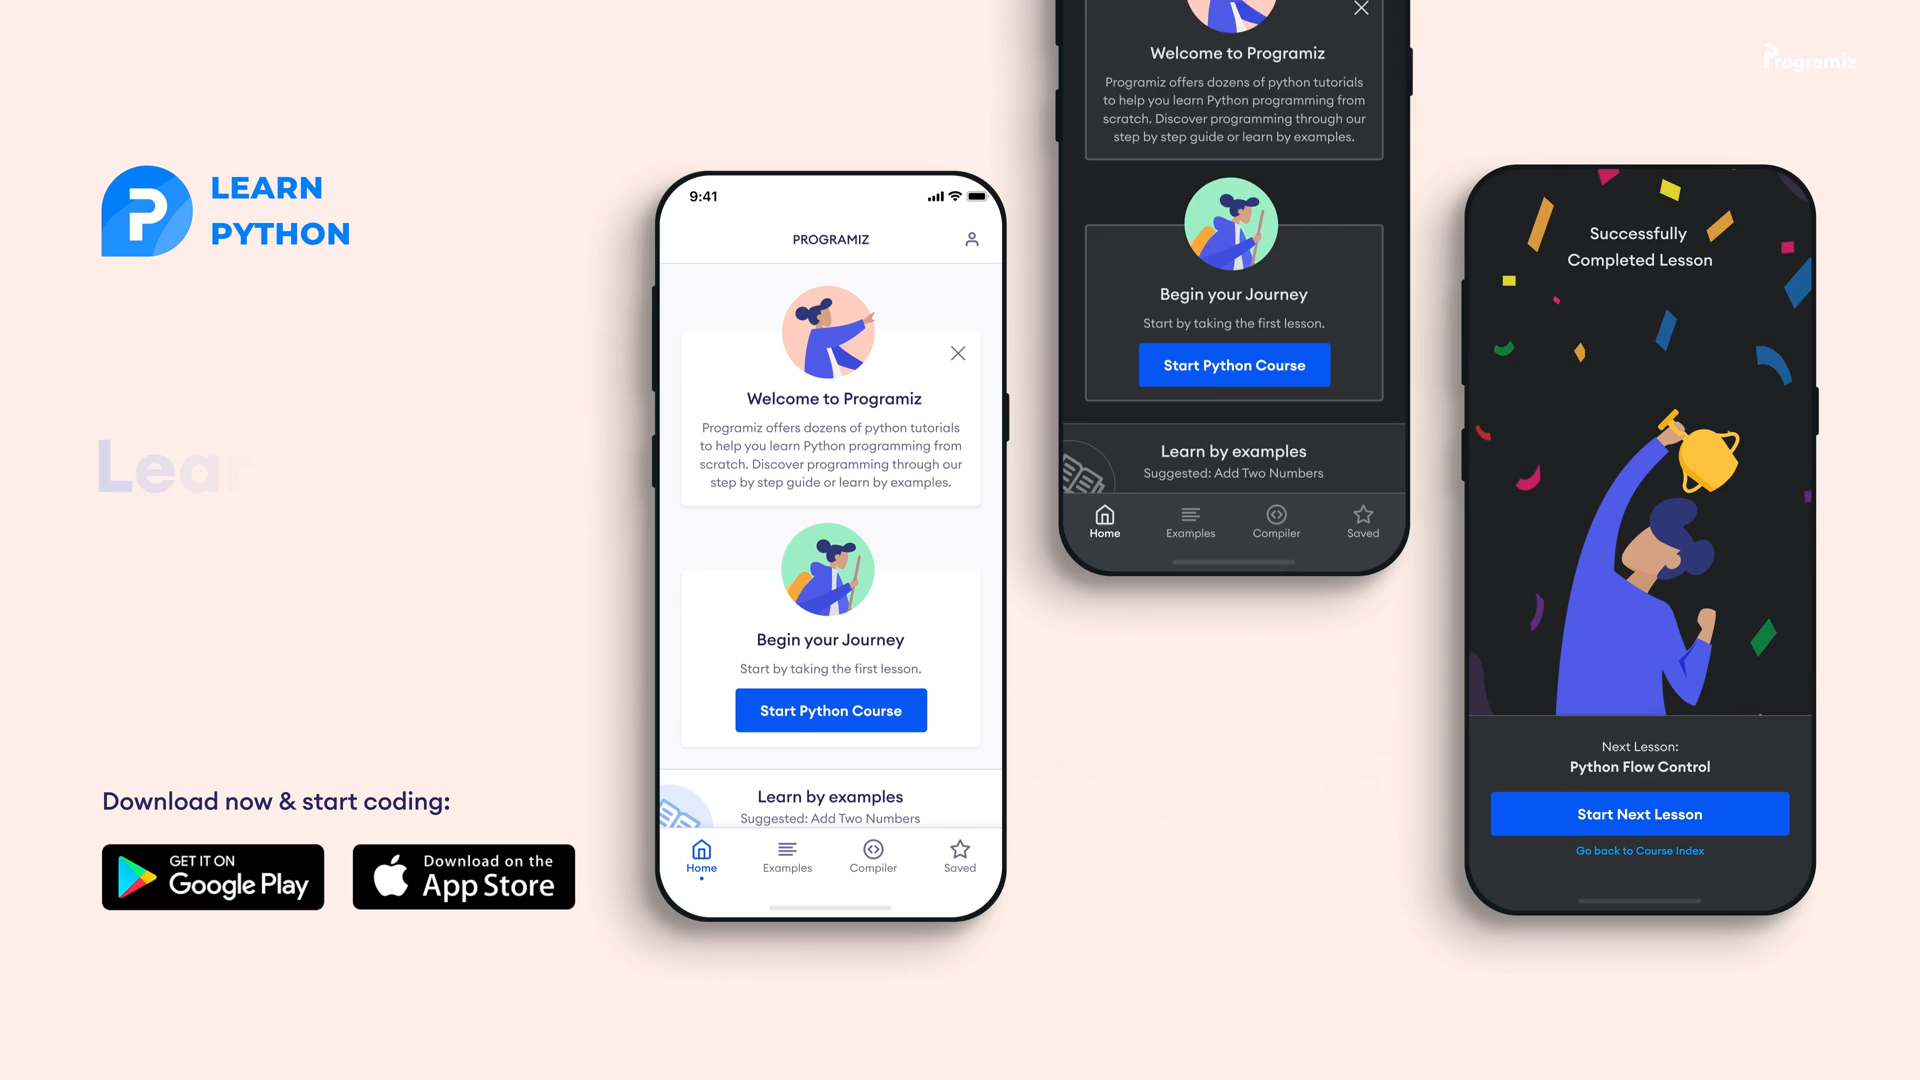 LEARN
PYTHON
Lear
Download now & start coding:
GET IT ON
Google Play
Download on the
App Store
9:41
PROGRAMIZ
Welcome to Programiz
Programiz offers dozens of python tutorials
to help you learn Python programming from
scratch. Discover programming through our
step by step guide or learn by examples.
Begin your Journey
Start by taking the first lesson.
Start Python Course
Learn by examples
Suggested: Add Two Numbers
Home
Examples
Compiler
Saved
Welcome to Programiz
Programiz offers dozens of python tutorials
to help you learn Python programming from
scratch. Discover programming through our
step by step guide or learn by examples.
Begin your Journey
Start by taking the first lesson.
Start Python Course
Learn by examples
Suggested: Add Two Numbers
Home
Examples
Compiler
Saved
Programiz
Successfully
Completed Lesson
Next Lesson:
Python Flow Control
Start Next Lesson
Go back to Course Index